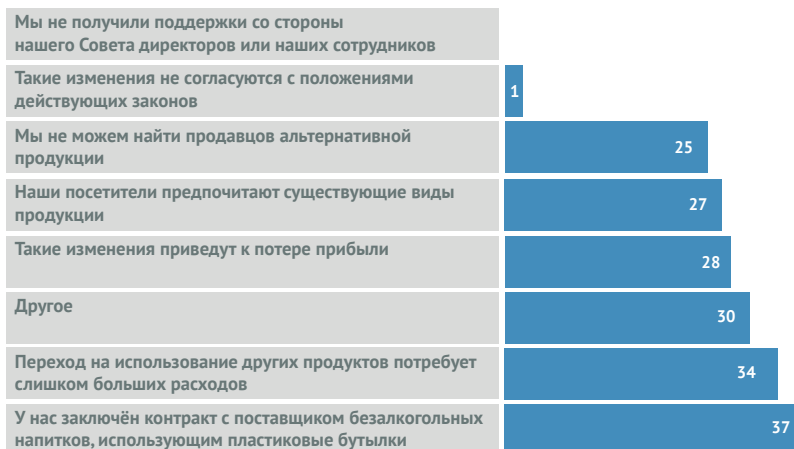 Мы не получили поддержки со стороны
нашего Совета директоров или наших сотрудников
Такие изменения не согласуются с положениями
действующих законов
1
Мы не можем найти продавцов альтернативной
продукции
25
Наши посетители предпочитают существующие виды
продукции
27
Такие изменения приведут к потере прибыли
28
Другое
30
Переход на использование других продуктов потребует
слишком больших расходов
34
У нас заключён контракт с поставщиком безалкогольных
напитков, использующим пластиковые бутылки
37